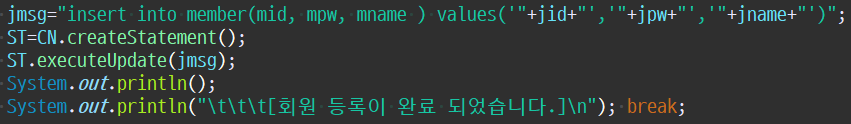 jmsg="insert into member(mid, mpw, mname ) values('"+jid+"','"+jpw+"','"+jname+"')";
ST=CN.createStatement();
ST.executeUpdate(jmsg);
System.out.println();
System.out.println("\t\t\t[회원 등록이 완료 되었습니다.]\n"); break;